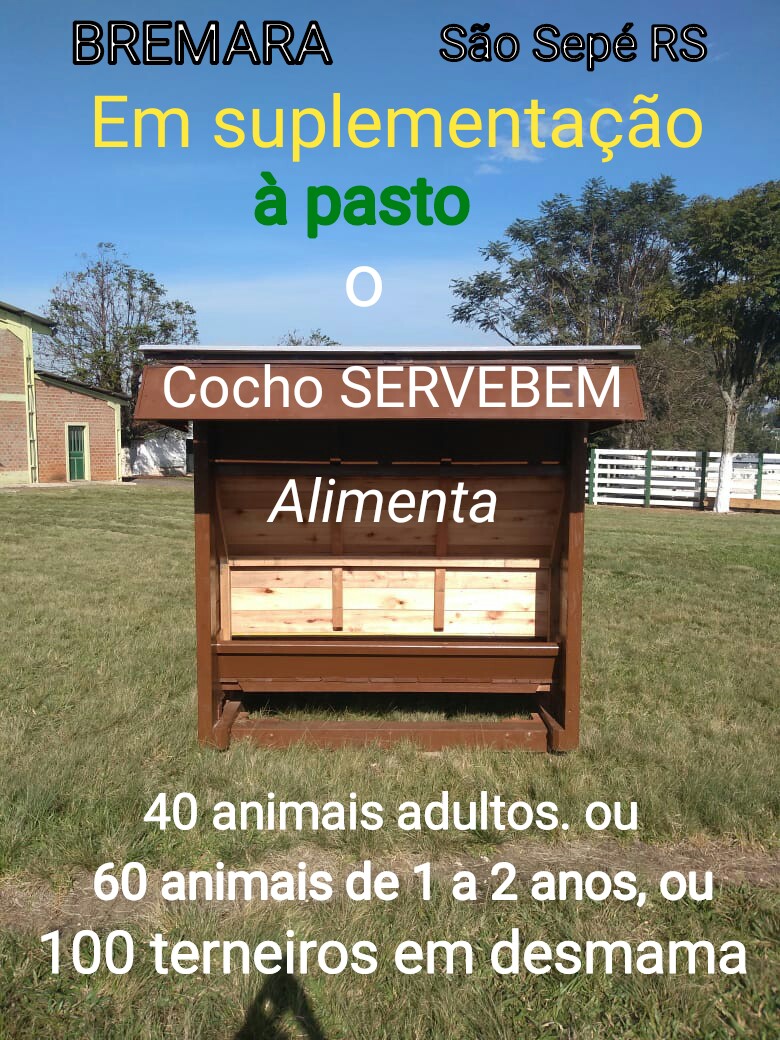 BREMARA São Sepé RS
Em suplementação
à pasto
o
Cocho SERVEBEM
Alimenta
40 animais adultos. ou
60 animais de 1 a 2 anos, ou
100 terneiros em desmama